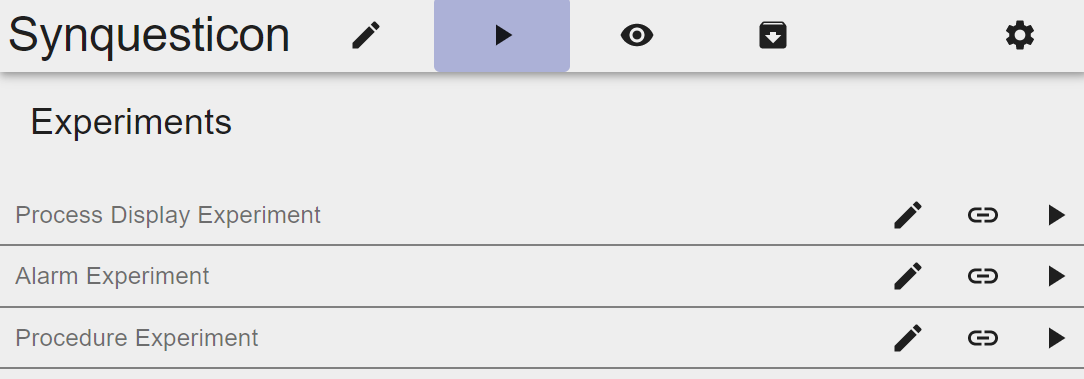 Synquesticon
Experiments
Process Display Experiment
Alarm Experiment
Procedure Experiment